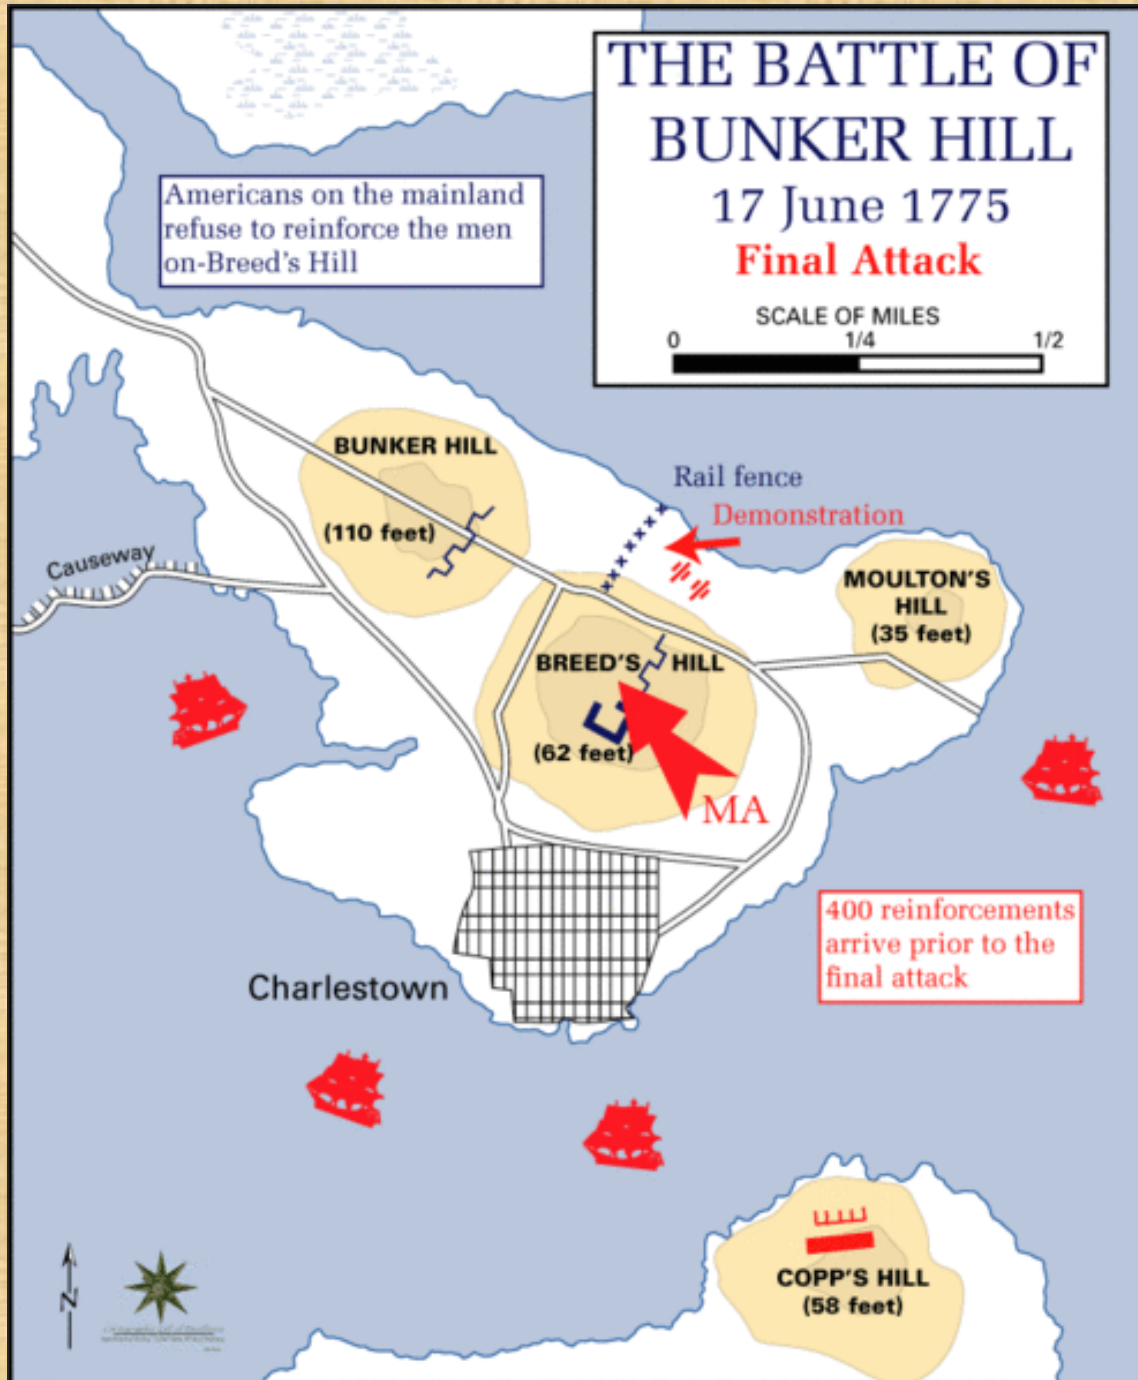 THE BATTLE OF
BUNKER HILL
17 June 1775
Final Attack
SCALE OF MILES
0 1/4 1/2
Americans on the mainland
refuse to reinforce the men
on-Breed's Hill
BUNKER HILL
(110 feet)
Rail fence
Demonstration
Causeway
MOULTON'S
HILL
(35 feet)
BREED'S HILL
(62 feet)
MA
400 reinforcements
arrive prior to the
final attack
Charlestown
COPP'S HILL
(58 feet)
N